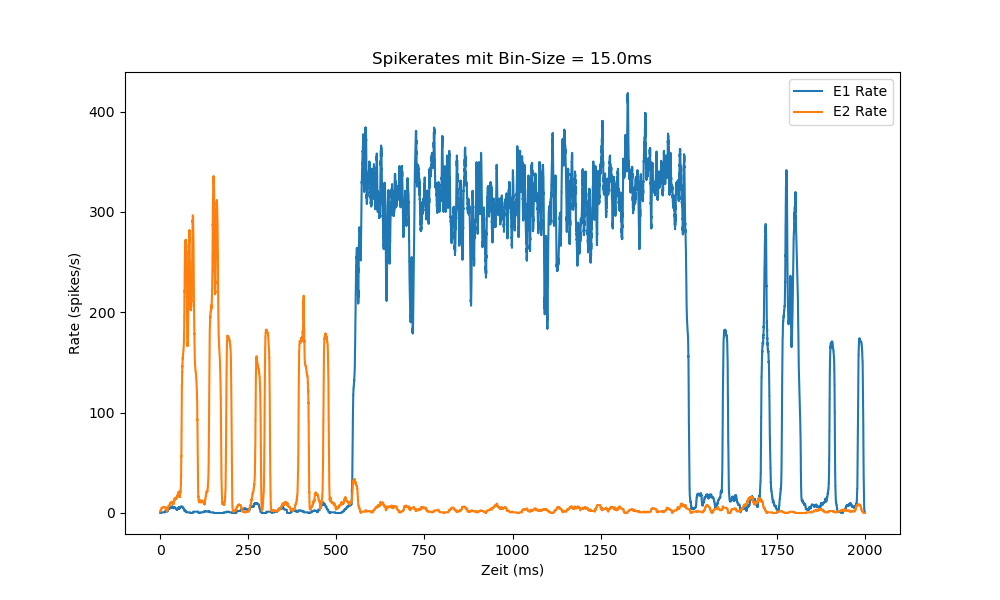 Spikerates mit Bin-Size = 15.0ms
E1 Rate
E2 Rate
400
300
200
100
0
Rate (spikes/s)
0 250 500 750 1000 1250 1500 1750 2000
Zeit (ms)